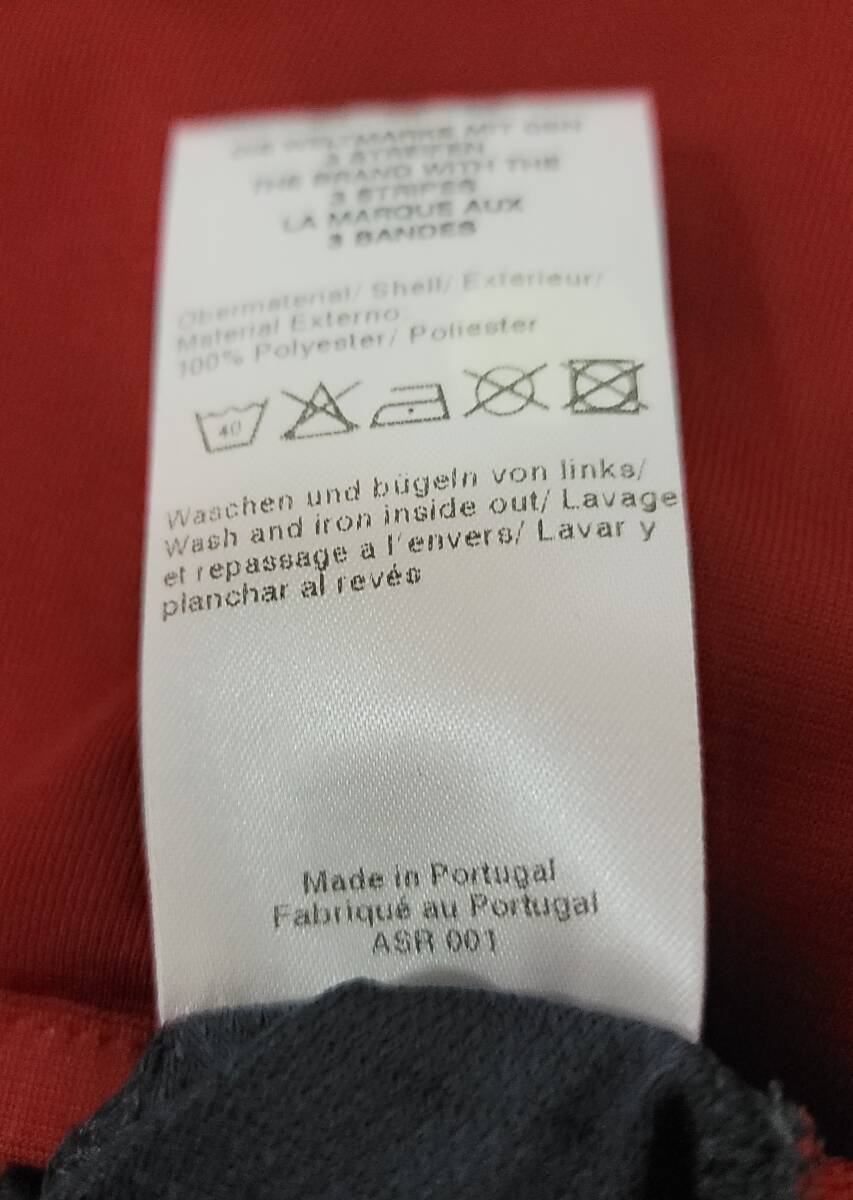 DIE WELTMARKE MIT DEN
3 STREIFEN
THE BRAND WITH THE
3 STRIPES
LA MARQUE AUX
3 BANDES
Obermaterial/ Shell/ Extérieur/
Material Externo:
100% Polyester/ Poliester
40
Waschen und bügeln von links/
Wash and iron inside out/ Lavage
et repassage a l'envers/ Lavar y
planchar al revés
Made in Portugal
Fabriqué au Portugal
ASR 001